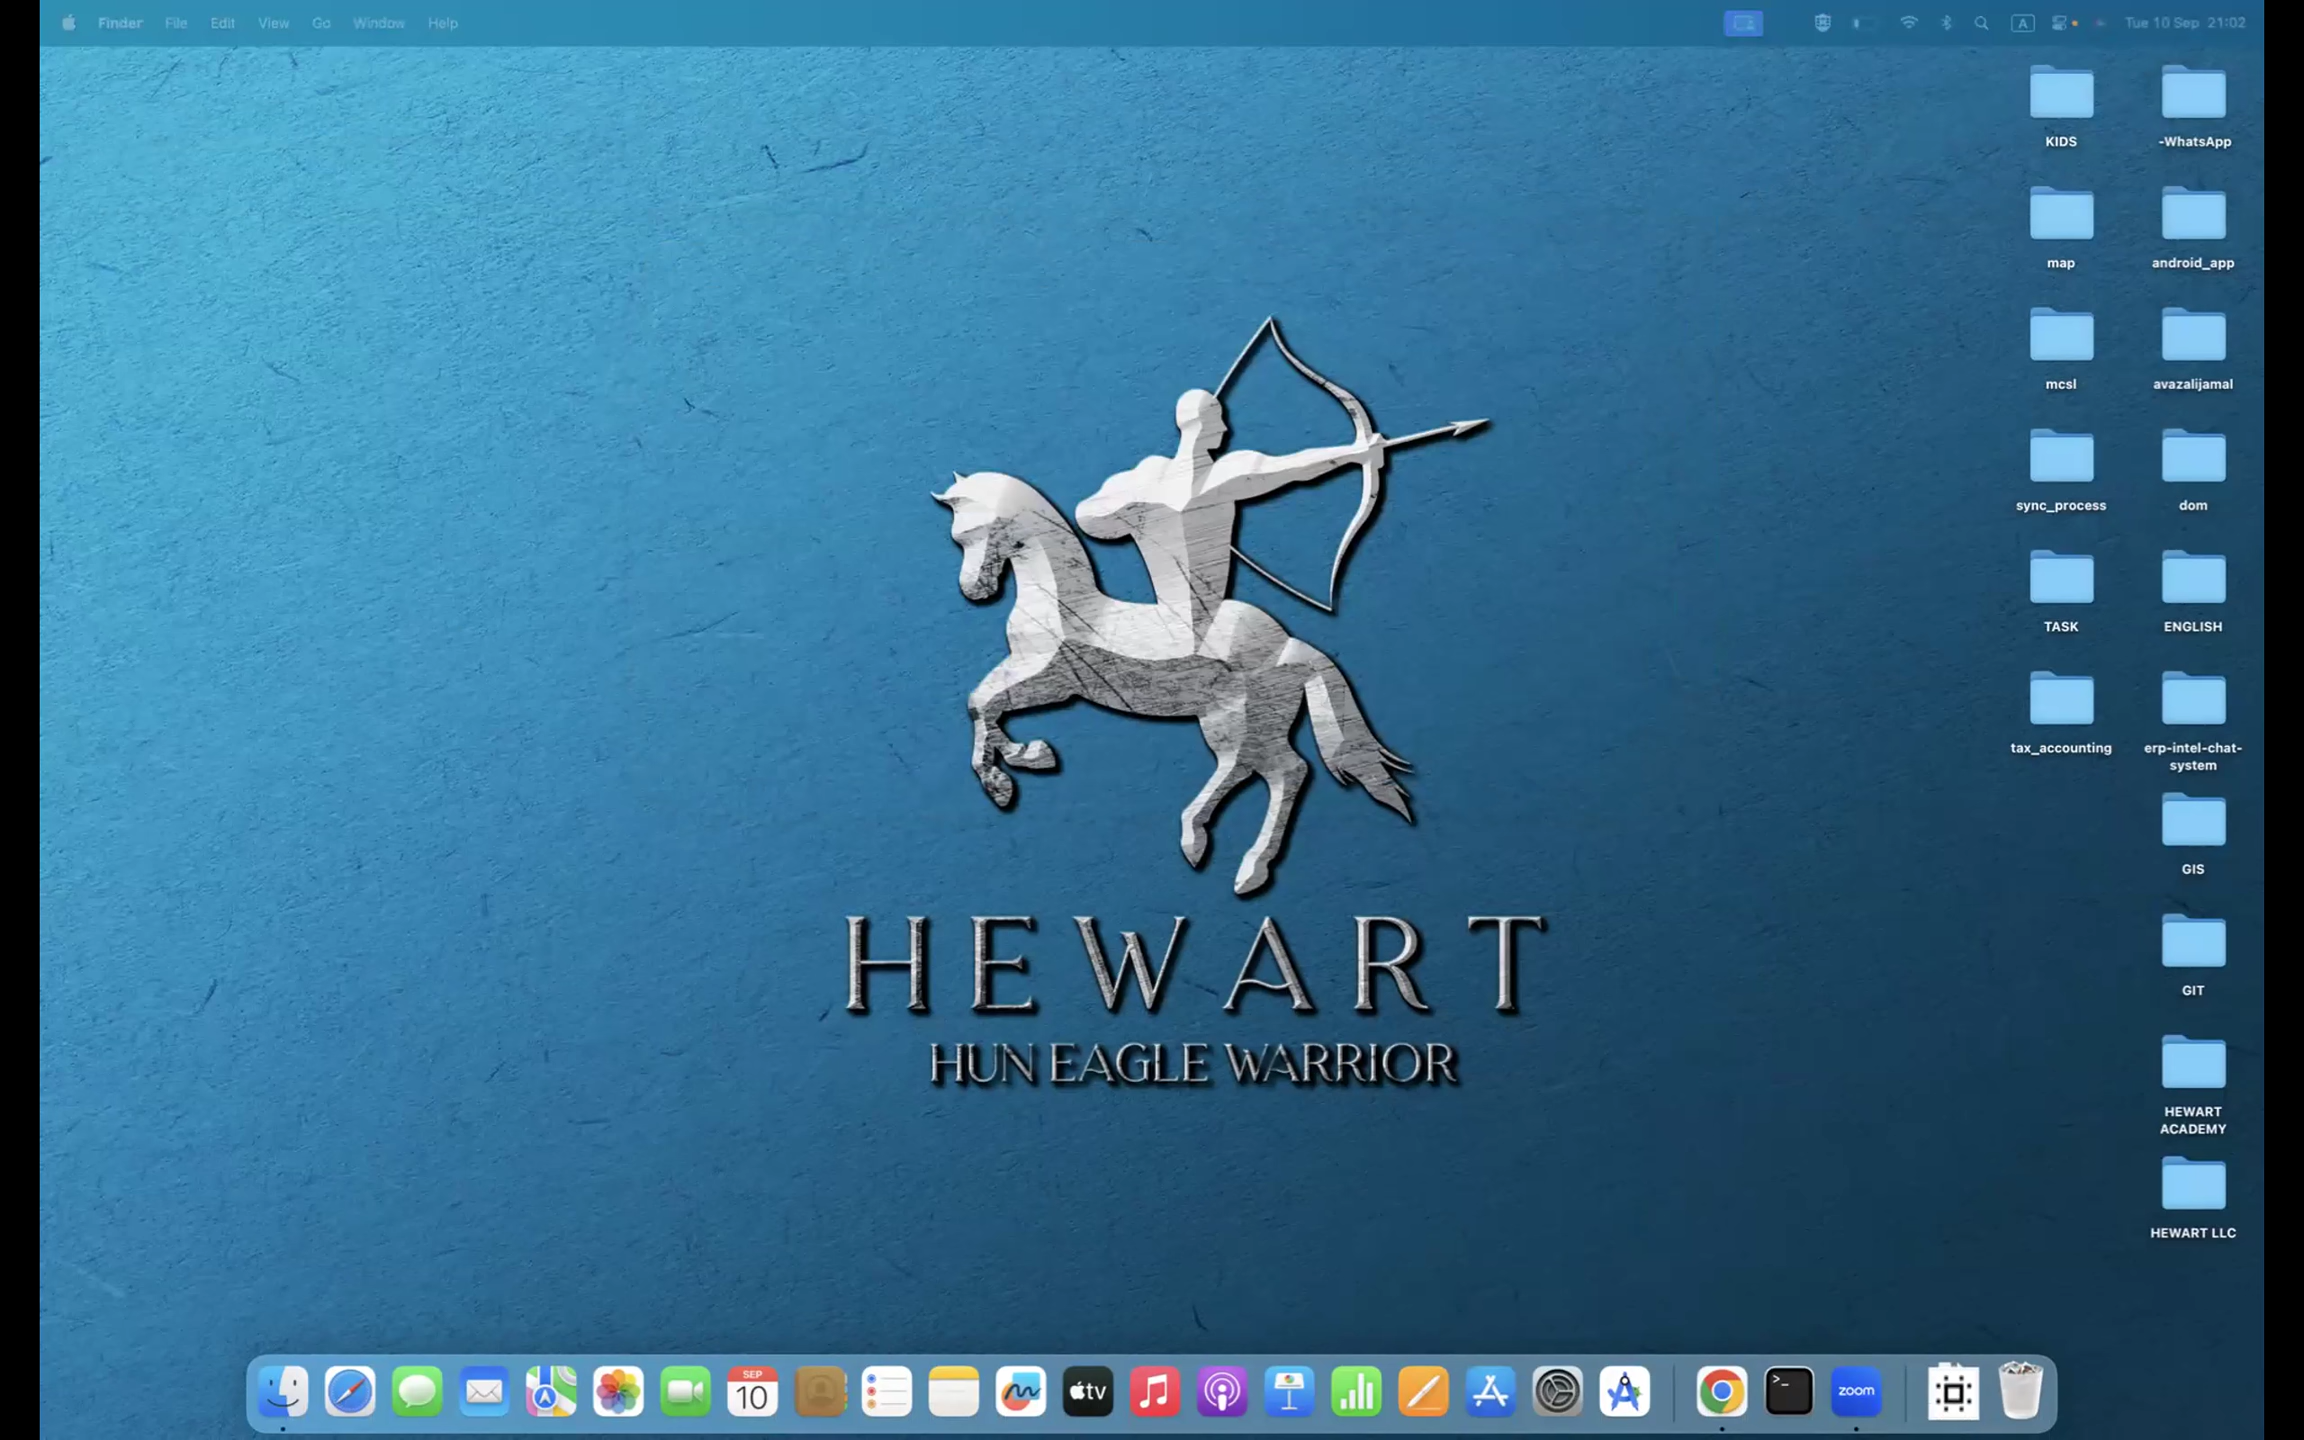 Finder File Edit View Go Window Help
A Tue 10 Sep 21:02
KIDS -WhatsApp
map android_app
mcsl avazalijamal
sync_process dom
TASK ENGLISH
tax_accounting erp-intel-chat-
system
GIS
GIT
HEWART
ACADEMY
HEWART LLC
HEWART
HUN EAGLE WARRIOR
SEP
10
tv
>_
zoom